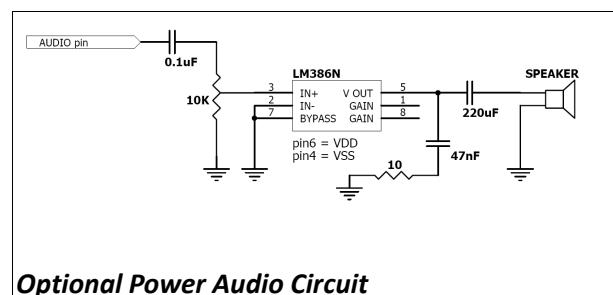 AUDIO pin
0.1uF
10K
LM386N
3 IN+ V OUT 5
2 IN- GAIN 1
7 BYPASS GAIN 8
pin6 = VDD
pin4 = VSS
220uF
SPEAKER
47nF
10
Optional Power Audio Circuit